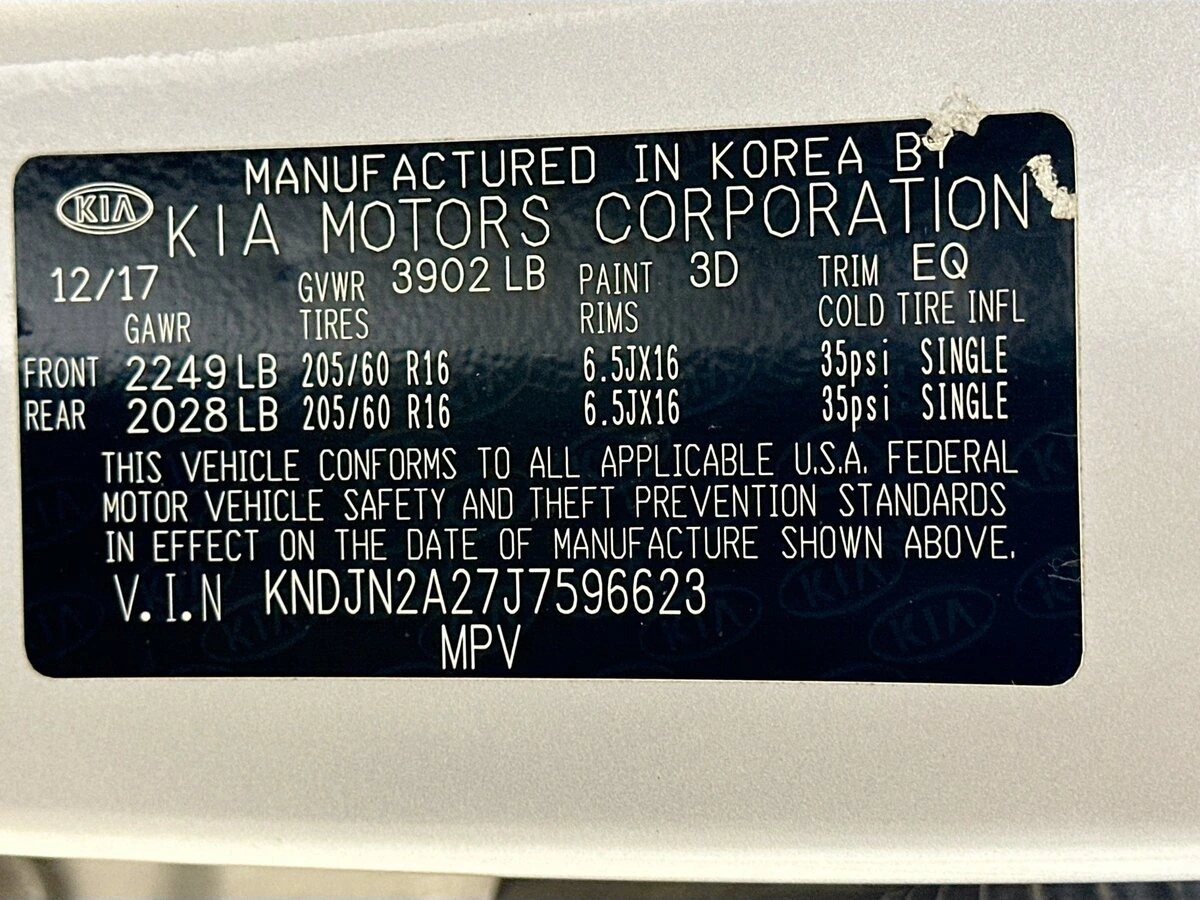 MANUFACTURED IN KOREA BY
KIA KIA MOTORS CORPORATION
12/17 GVWR 3902 LB PAINT 3D TRIM EQ
GAWR TIRES RIMS COLD TIRE INFL
FRONT 2249 LB 205/60 R16 6.5JX16 35psi SINGLE
REAR 2028 LB 205/60 R16 6.5JX16 35psi SINGLE
THIS VEHICLE CONFORMS TO ALL APPLICABLE U.S.A. FEDERAL
MOTOR VEHICLE SAFETY AND THEFT PREVENTION STANDARDS
IN EFFECT ON THE DATE OF MANUFACTURE SHOWN ABOVE.
V.I.N KNDJN2A27J7596623
MPV